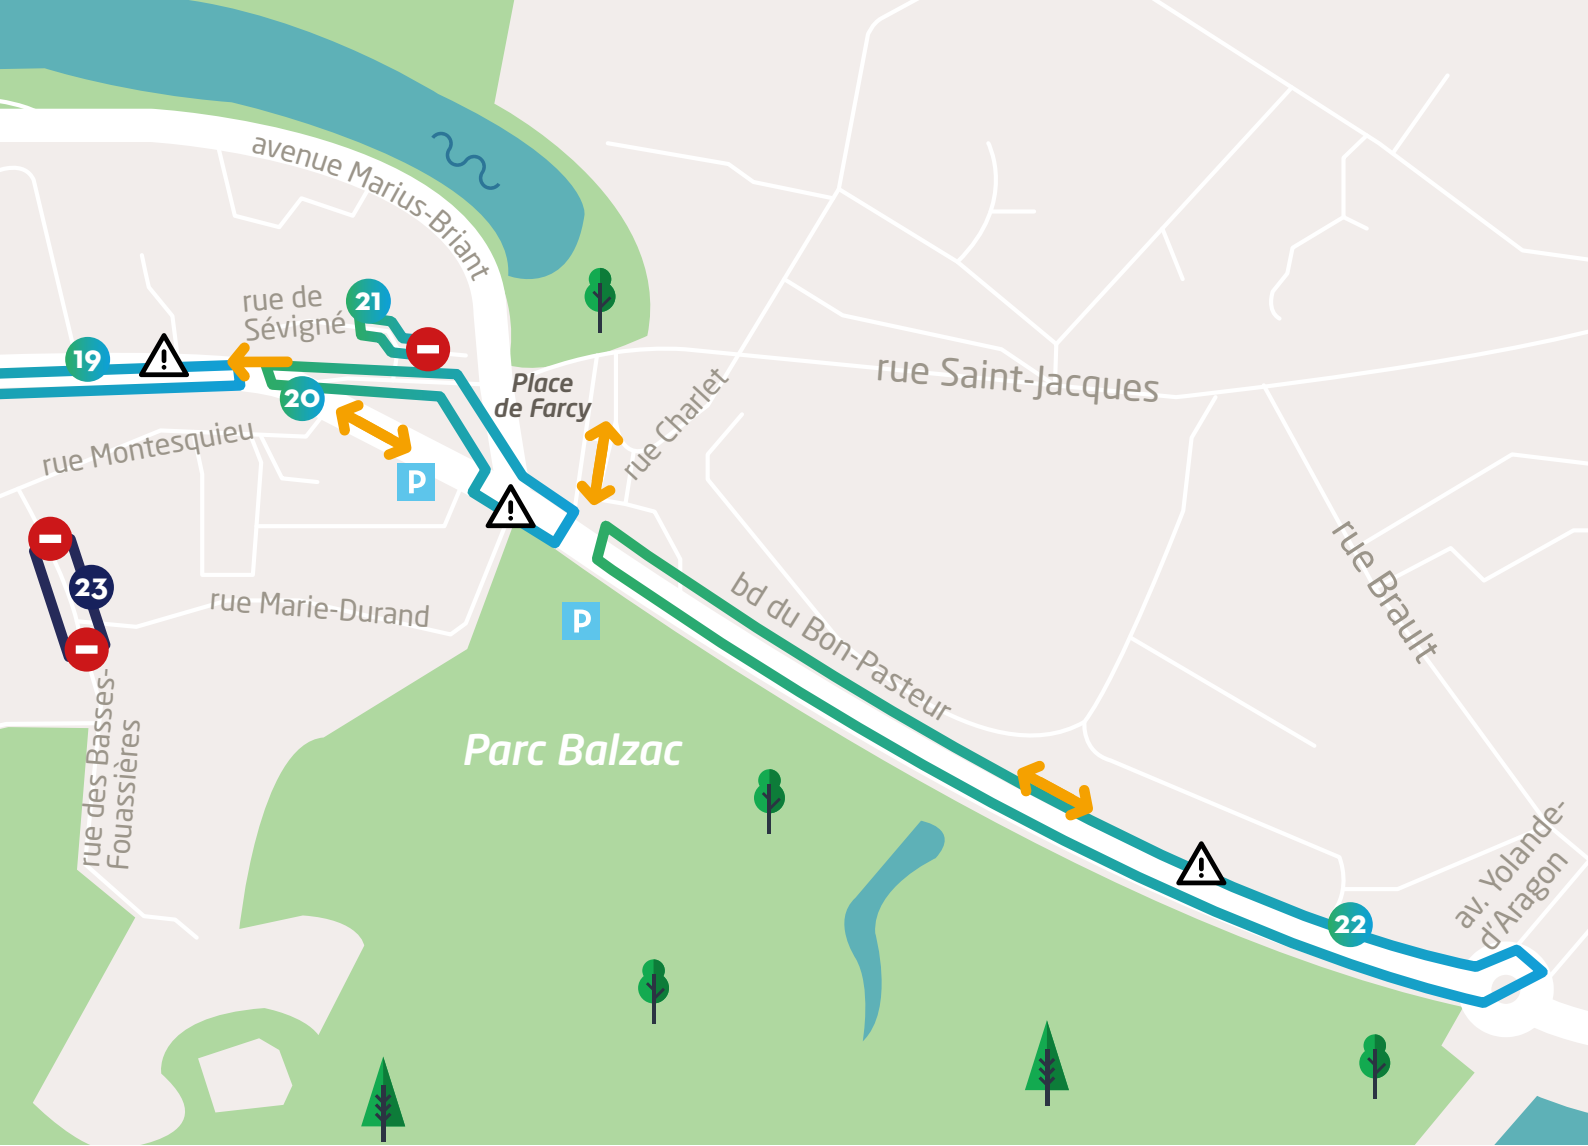 avenue Marius-Briant
rue de
Sévigné
21
19
20
rue Montesquieu
Place
de Farcy
rue Charlet
rue Saint-Jacques
P
23
rue Marie-Durand
P
bd du Bon-Pasteur
rue Brault
rue des Basses-
Fouassières
Parc Balzac
22
av. Yolande-
d'Aragon